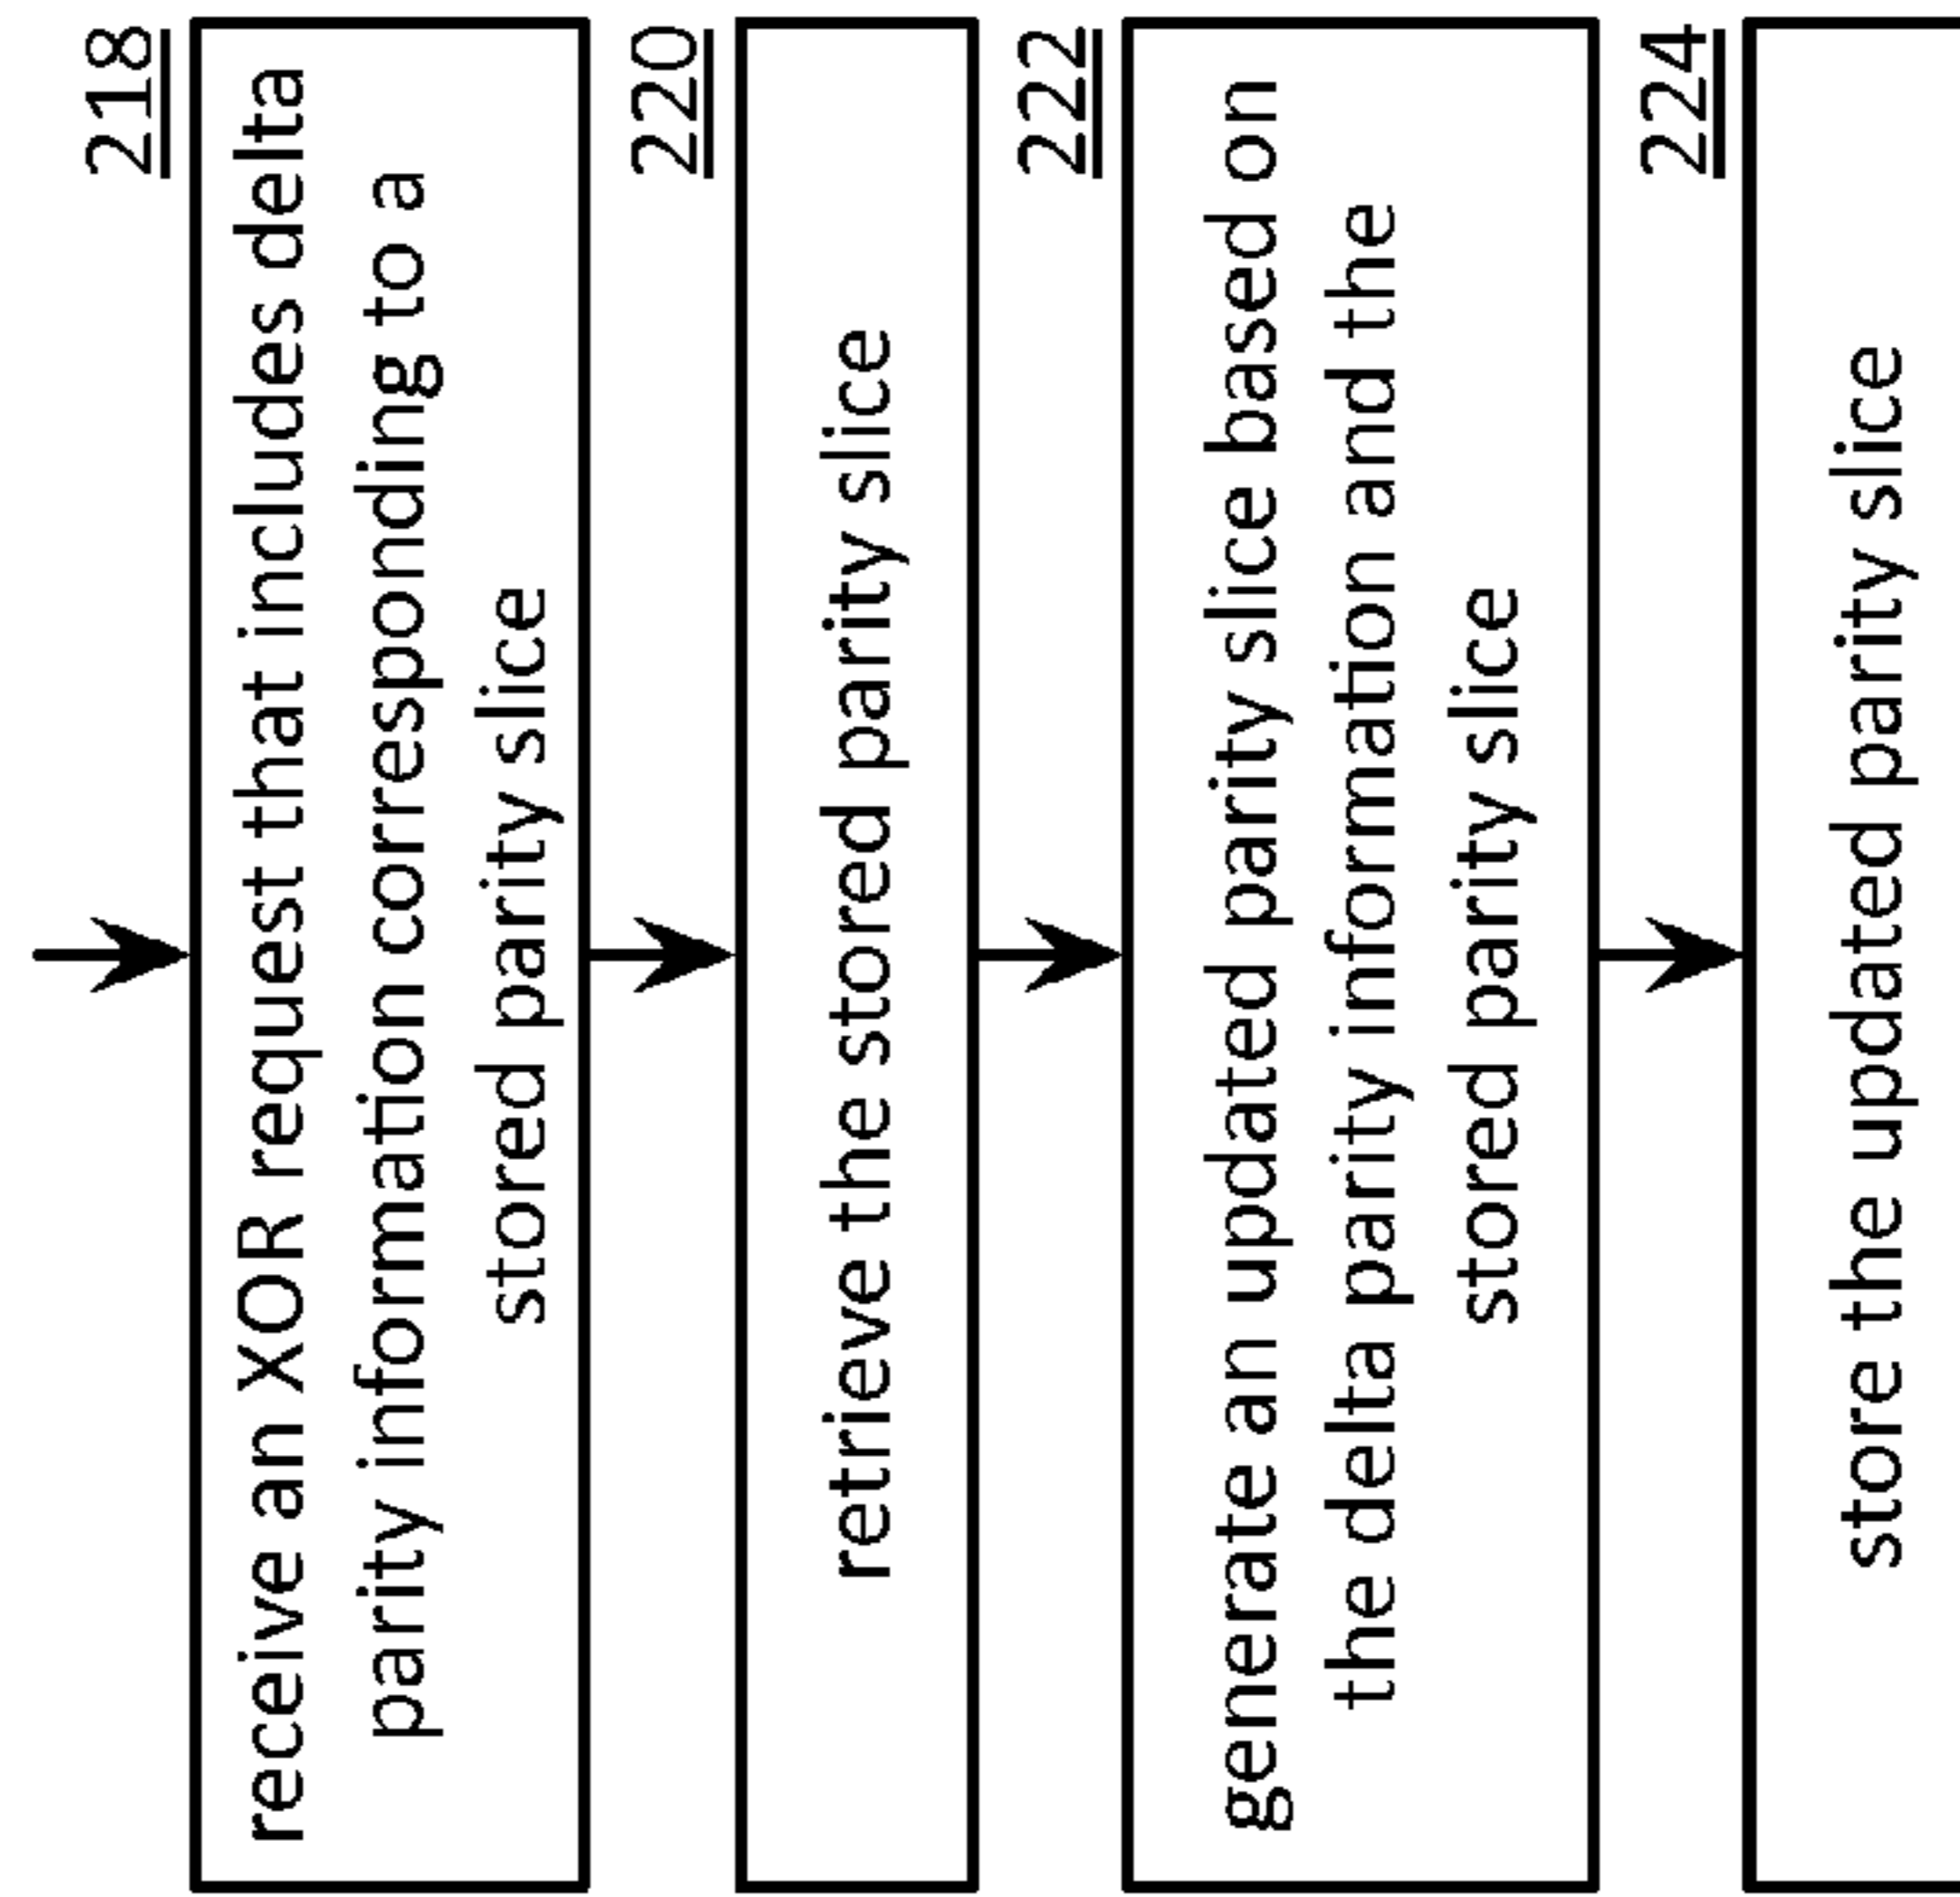 218
receive an XOR request that includes delta
parity information corresponding to a
stored parity slice
220
retrieve the stored parity slice
222
generate an updated parity slice based on
the delta parity information and the
stored parity slice
224
store the updated parity slice